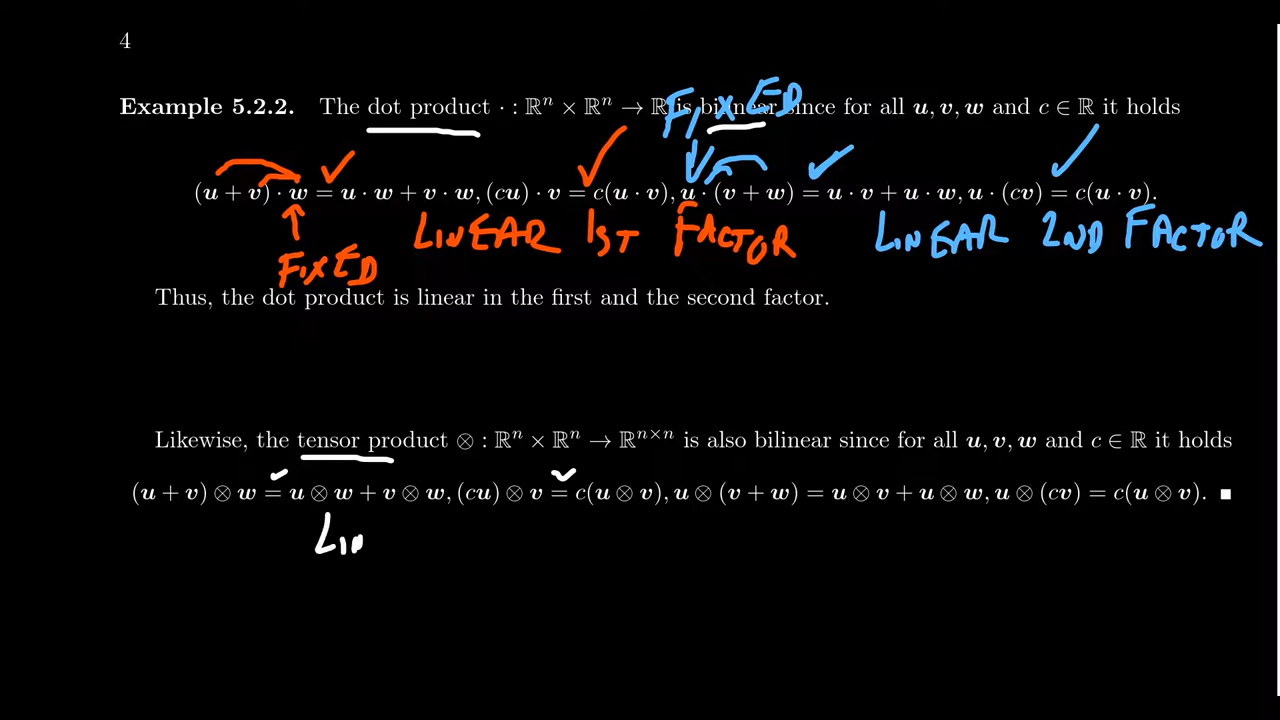 4
FIXED
Example 5.2.2. The dot product · : ℝⁿ × ℝⁿ → ℝ is bilinear since for all u, v, w and c ∈ ℝ it holds
(u + v) · w = u · w + v · w, (cu) · v = c(u · v), u · (v + w) = u · v + u · w, u · (cv) = c(u · v).
LINEAR 1ST FACTOR LINEAR 2ND FACTOR
FIXED
Thus, the dot product is linear in the first and the second factor.
Likewise, the tensor product ⊗ : ℝⁿ × ℝⁿ → ℝⁿˣⁿ is also bilinear since for all u, v, w and c ∈ ℝ it holds
(u + v) ⊗ w = u ⊗ w + v ⊗ w, (cu) ⊗ v = c(u ⊗ v), u ⊗ (v + w) = u ⊗ v + u ⊗ w, u ⊗ (cv) = c(u ⊗ v). ■
LIN